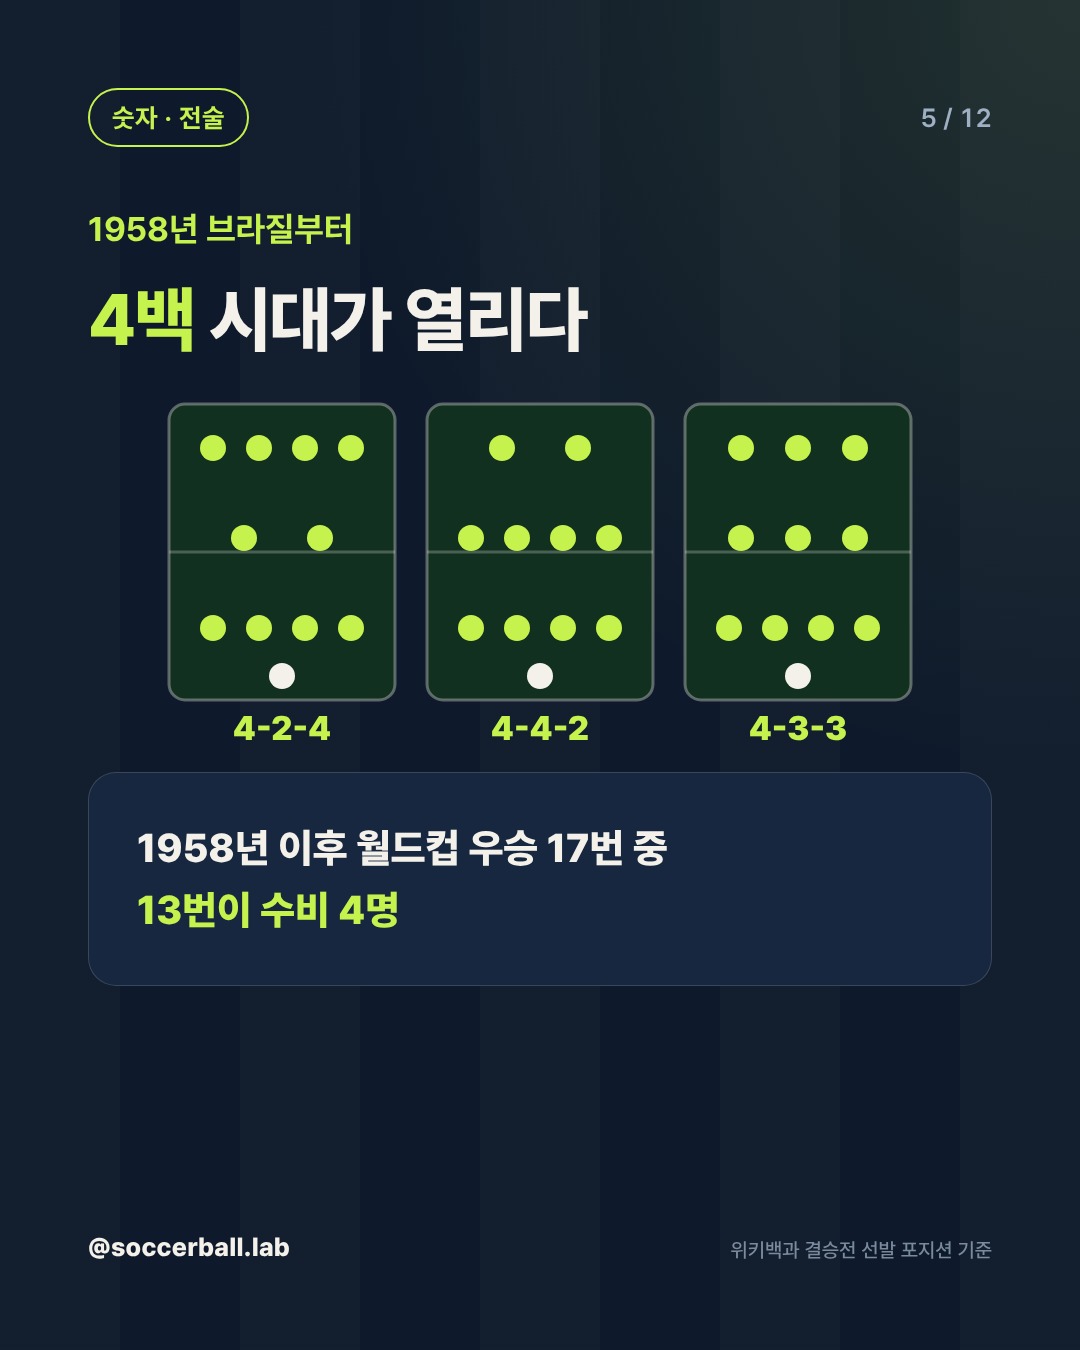 숫자 · 전술
5 / 12
1958년 브라질부터
4백 시대가 열리다
4-2-4
4-4-2
4-3-3
1958년 이후 월드컵 우승 17번 중
13번이 수비 4명
@soccerball.lab
위키백과 결승전 선발 포지션 기준